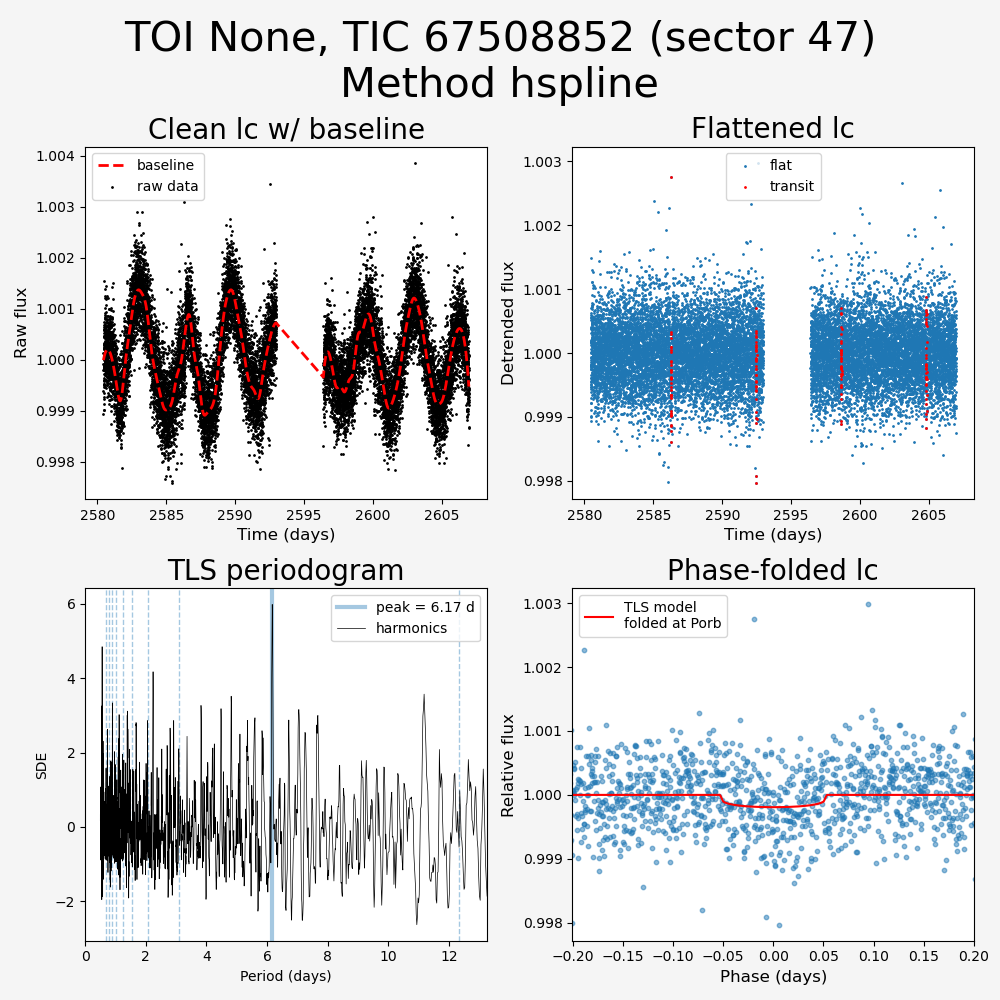 TOI None, TIC 67508852 (sector 47)
Method hspline
Clean lc w/ baseline
Flattened lc
1.004
1.003
1.002
1.001
1.000
0.999
0.998
Raw flux
baseline
raw data
2580
2585
2590
2595
2600
2605
Time (days)
1.003
1.002
1.001
1.000
0.999
0.998
Detrended flux
flat
transit
2580
2585
2590
2595
2600
2605
Time (days)
TLS periodogram
Phase-folded lc
6
4
2
0
−2
SDE
peak = 6.17 d
harmonics
0
2
4
6
8
10
12
Period (days)
1.003
1.002
1.001
1.000
0.999
0.998
Relative flux
TLS model
folded at Porb
−0.20
−0.15
−0.10
−0.05
0.00
0.05
0.10
0.15
0.20
Phase (days)